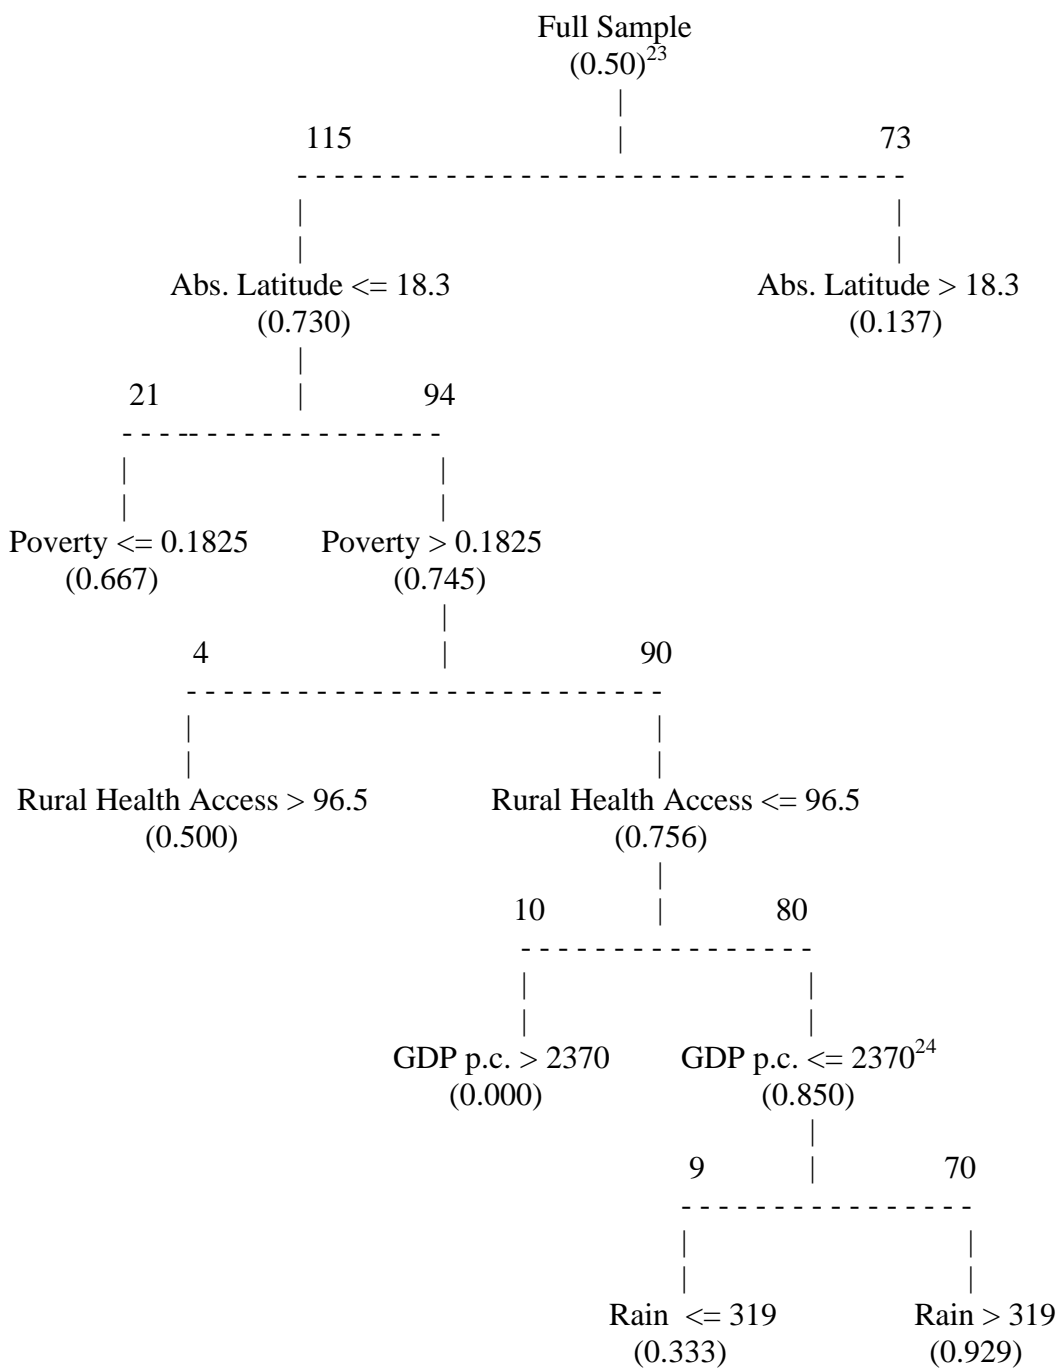 Full Sample
(0.50)23
115 73
Abs. Latitude <= 18.3 Abs. Latitude > 18.3
(0.730) (0.137)
21 94
Poverty <= 0.1825 Poverty > 0.1825
(0.667) (0.745)
4 90
Rural Health Access > 96.5 Rural Health Access <= 96.5
(0.500) (0.756)
10 80
GDP p.c. > 2370 GDP p.c. <= 237024
(0.000) (0.850)
9 70
Rain <= 319 Rain > 319
(0.333) (0.929)